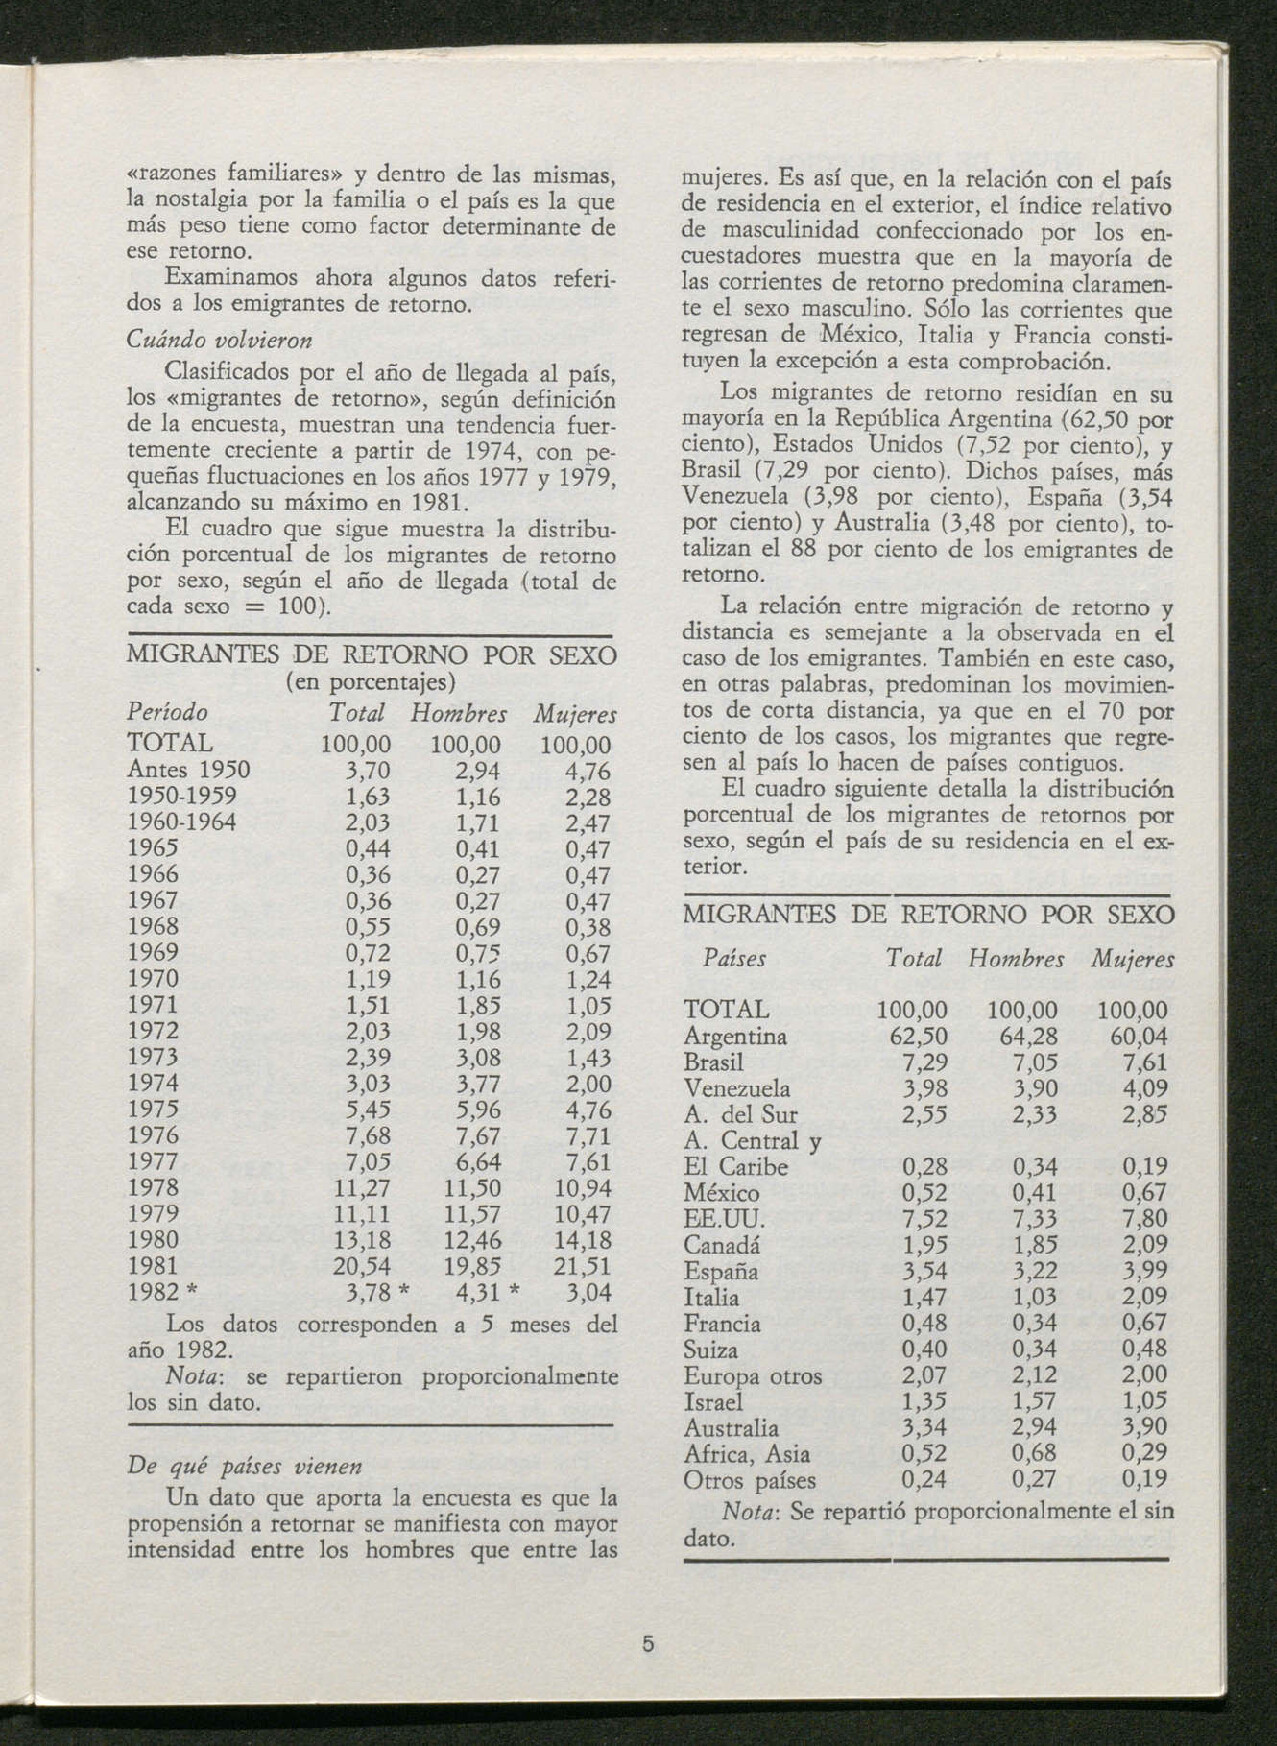 «razones familiares» y dentro de las mismas,
la nostalgia por la familia o el país es la que
más peso tiene como factor determinante de
ese retorno.
Examinamos ahora algunos datos referi-
dos a los emigrantes de retorno.
Cuándo volvieron
Clasificados por el año de llegada al país,
los «migrantes de retorno», según definición
de la encuesta, muestran una tendencia fuer-
temente creciente a partir de 1974, con pe-
queñas fluctuaciones en los años 1977 y 1979,
alcanzando su máximo en 1981.
El cuadro que sigue muestra la distribu-
ción porcentual de los migrantes de retorno
por sexo, según el año de llegada (total de
cada sexo = 100).
MIGRANTES DE RETORNO POR SEXO
(en porcentajes)
Período Total Hombres Mujeres
TOTAL 100,00 100,00 100,00
Antes 1950 3,70 2,94 4,76
1950-1959 1,63 1,16 2,28
1960-1964 2,03 1,71 2,47
1965 0,44 0,41 0,47
1966 0,36 0,27 0,47
1967 0,36 0,27 0,47
1968 0,55 0,69 0,38
1969 0,72 0,75 0,67
1970 1,19 1,16 1,24
1971 1,51 1,85 1,05
1972 2,03 1,98 2,09
1973 2,39 3,08 1,43
1974 3,03 3,77 2,00
1975 5,45 5,96 4,76
1976 7,68 7,67 7,71
1977 7,05 6,64 7,61
1978 11,27 11,50 10,94
1979 11,11 11,57 10,47
1980 13,18 12,46 14,18
1981 20,54 19,85 21,51
1982 * 3,78 * 4,31 * 3,04
Los datos corresponden a 5 meses del
año 1982.
Nota: se repartieron proporcionalmente
los sin dato.
De qué países vienen
Un dato que aporta la encuesta es que la
propensión a retornar se manifiesta con mayor
intensidad entre los hombres que entre las
mujeres. Es así que, en la relación con el país
de residencia en el exterior, el índice relativo
de masculinidad confeccionado por los en-
cuestadores muestra que en la mayoría de
las corrientes de retorno predomina claramen-
te el sexo masculino. Sólo las corrientes que
regresan de México, Italia y Francia consti-
tuyen la excepción a esta comprobación.
Los migrantes de retorno residían en su
mayoría en la República Argentina (62,50 por
ciento), Estados Unidos (7,52 por ciento), y
Brasil (7,29 por ciento). Dichos países, más
Venezuela (3,98 por ciento), España (3,54
por ciento) y Australia (3,48 por ciento), to-
talizan el 88 por ciento de los emigrantes de
retorno.
La relación entre migración de retorno y
distancia es semejante a la observada en el
caso de los emigrantes. También en este caso,
en otras palabras, predominan los movimien-
tos de corta distancia, ya que en el 70 por
ciento de los casos, los migrantes que regre-
sen al país lo hacen de países contiguos.
El cuadro siguiente detalla la distribución
porcentual de los migrantes de retornos por
sexo, según el país de su residencia en el ex-
terior.
MIGRANTES DE RETORNO POR SEXO
Países Total Hombres Mujeres
TOTAL 100,00 100,00 100,00
Argentina 62,50 64,28 60,04
Brasil 7,29 7,05 7,61
Venezuela 3,98 3,90 4,09
A. del Sur 2,55 2,33 2,85
A. Central y
El Caribe 0,28 0,34 0,19
México 0,52 0,41 0,67
EE.UU. 7,52 7,33 7,80
Canadá 1,95 1,85 2,09
España 3,54 3,22 3,99
Italia 1,47 1,03 2,09
Francia 0,48 0,34 0,67
Suiza 0,40 0,34 0,48
Europa otros 2,07 2,12 2,00
Israel 1,35 1,57 1,05
Australia 3,34 2,94 3,90
Africa, Asia 0,52 0,68 0,29
Otros países 0,24 0,27 0,19
Nota: Se repartió proporcionalmente el sin
dato.
5